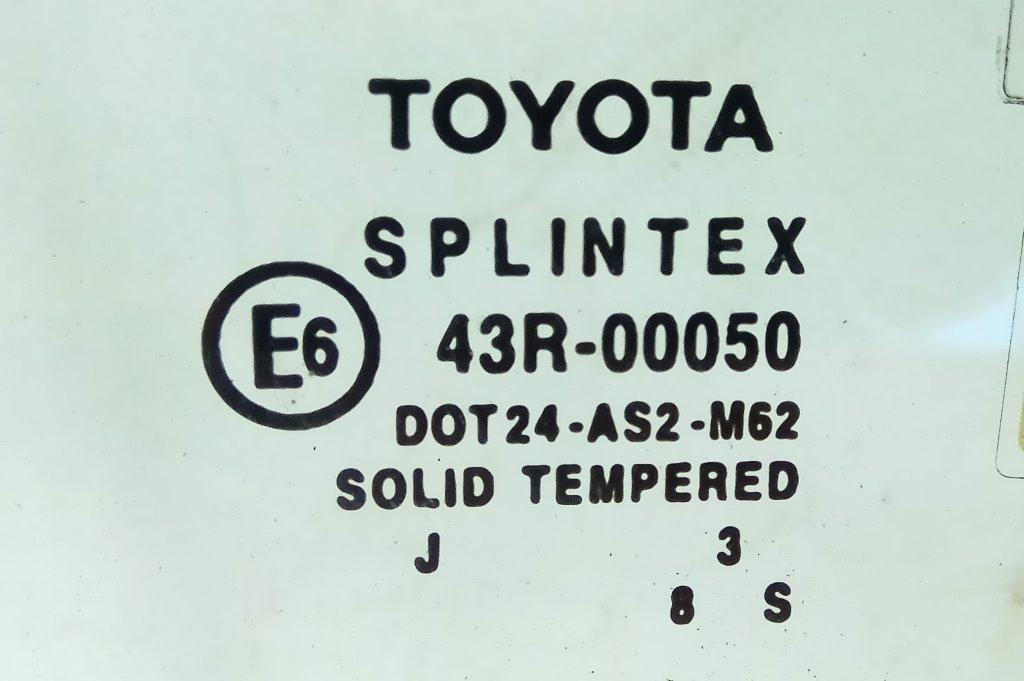 TOYOTA
SPLINTEX
E6 43R-00050
DOT24-AS2-M62
SOLID TEMPERED
J 3
8 S